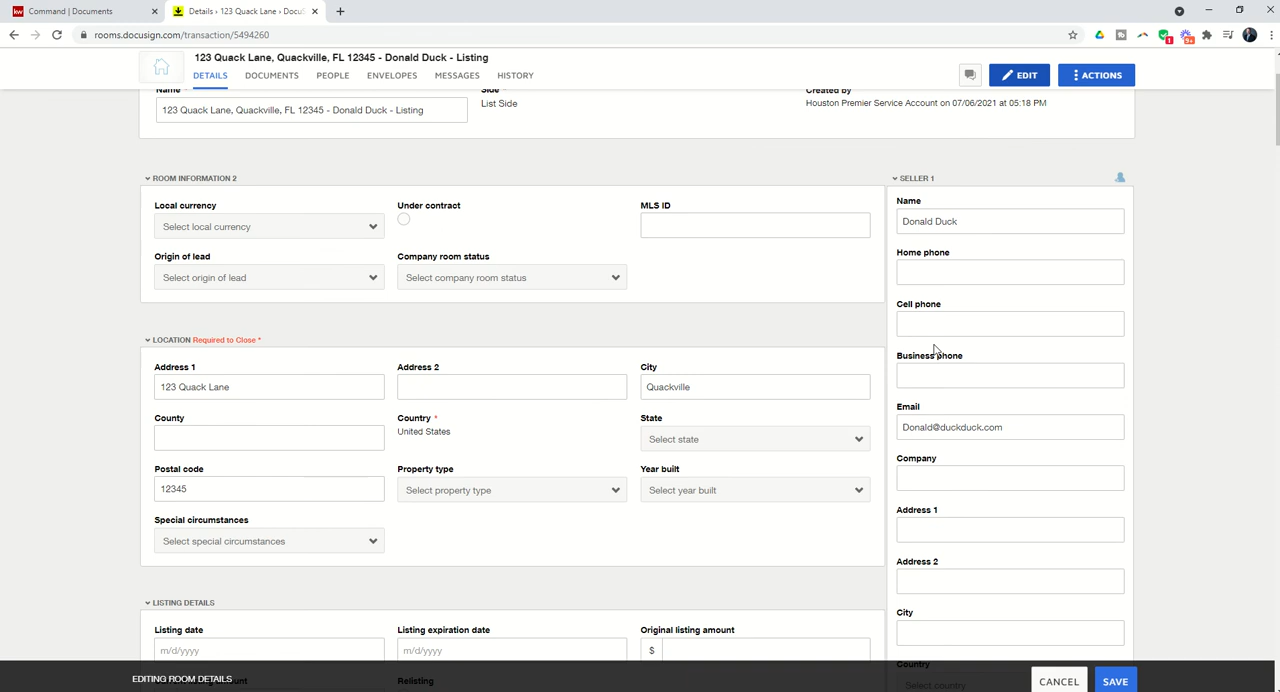 Command | Documents
Details › 123 Quack Lane › Docu
rooms.docusign.com/transaction/5494260
123 Quack Lane, Quackville, FL 12345 - Donald Duck - Listing
DETAILS DOCUMENTS PEOPLE ENVELOPES MESSAGES HISTORY
EDIT
ACTIONS
Name * Side * Created by
123 Quack Lane, Quackville, FL 12345 - Donald Duck - Listing
List Side
Houston Premier Service Account on 07/06/2021 at 05:18 PM
ROOM INFORMATION 2
Local currency Under contract MLS ID
Select local currency
Origin of lead Company room status
Select origin of lead Select company room status
LOCATION Required to Close *
Address 1 Address 2 City
123 Quack Lane Quackville
County Country * State
United States
Select state
Postal code Property type Year built
12345 Select property type Select year built
Special circumstances
Select special circumstances
LISTING DETAILS
Listing date Listing expiration date Original listing amount
m/d/yyyy m/d/yyyy $
Relisting
SELLER 1
Name
Donald Duck
Home phone
Cell phone
Business phone
Email
Donald@duckduck.com
Company
Address 1
Address 2
City
Country
Select country
EDITING ROOM DETAILS
CANCEL SAVE